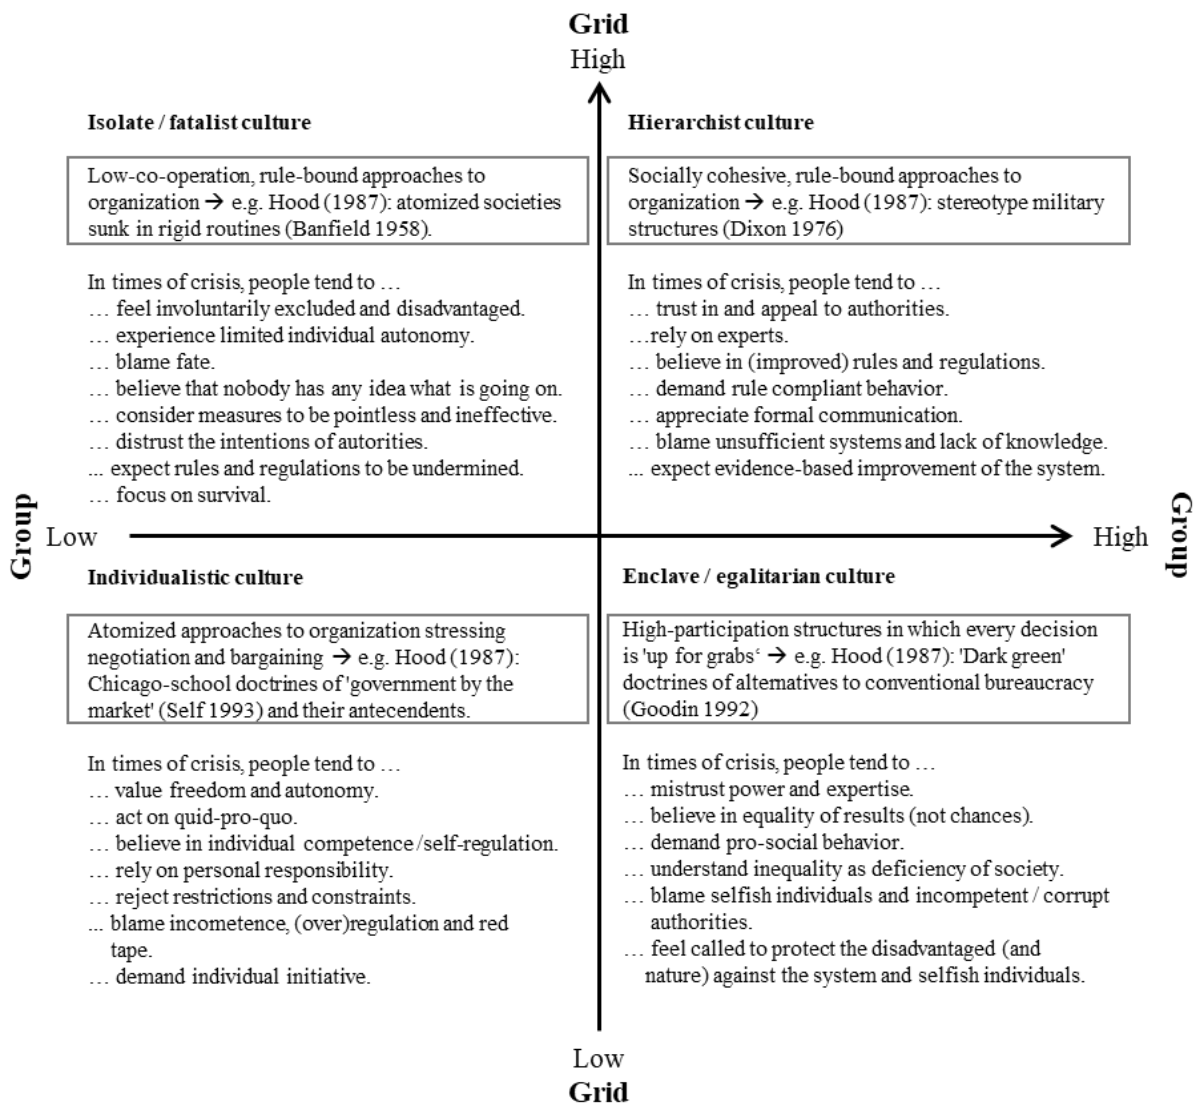 Grid
High
Isolate / fatalist culture
Low-co-operation, rule-bound approaches to
organization → e.g. Hood (1987): atomized societies
sunk in rigid routines (Banfield 1958).
In times of crisis, people tend to …
… feel involuntarily excluded and disadvantaged.
… experience limited individual autonomy.
… blame fate.
… believe that nobody has any idea what is going on.
… consider measures to be pointless and ineffective.
… distrust the intentions of autorities.
... expect rules and regulations to be undermined.
… focus on survival.
Hierarchist culture
Socially cohesive, rule-bound approaches to
organization → e.g. Hood (1987): stereotype military
structures (Dixon 1976)
In times of crisis, people tend to …
… trust in and appeal to authorities.
…rely on experts.
… believe in (improved) rules and regulations.
… demand rule compliant behavior.
… appreciate formal communication.
… blame unsufficient systems and lack of knowledge.
... expect evidence-based improvement of the system.
Group
Low
High
Group
Individualistic culture
Atomized approaches to organization stressing
negotiation and bargaining → e.g. Hood (1987):
Chicago-school doctrines of 'government by the
market' (Self 1993) and their antecendents.
In times of crisis, people tend to …
… value freedom and autonomy.
… act on quid-pro-quo.
… believe in individual competence/self-regulation.
… rely on personal responsibility.
… reject restrictions and constraints.
... blame incometence, (over)regulation and red
tape.
… demand individual initiative.
Enclave / egalitarian culture
High-participation structures in which every decision
is 'up for grabs‘ → e.g. Hood (1987): 'Dark green'
doctrines of alternatives to conventional bureaucracy
(Goodin 1992)
In times of crisis, people tend to …
… mistrust power and expertise.
… believe in equality of results (not chances).
… demand pro-social behavior.
… understand inequality as deficiency of society.
… blame selfish individuals and incompetent / corrupt
authorities.
… feel called to protect the disadvantaged (and
nature) against the system and selfish individuals.
Low
Grid